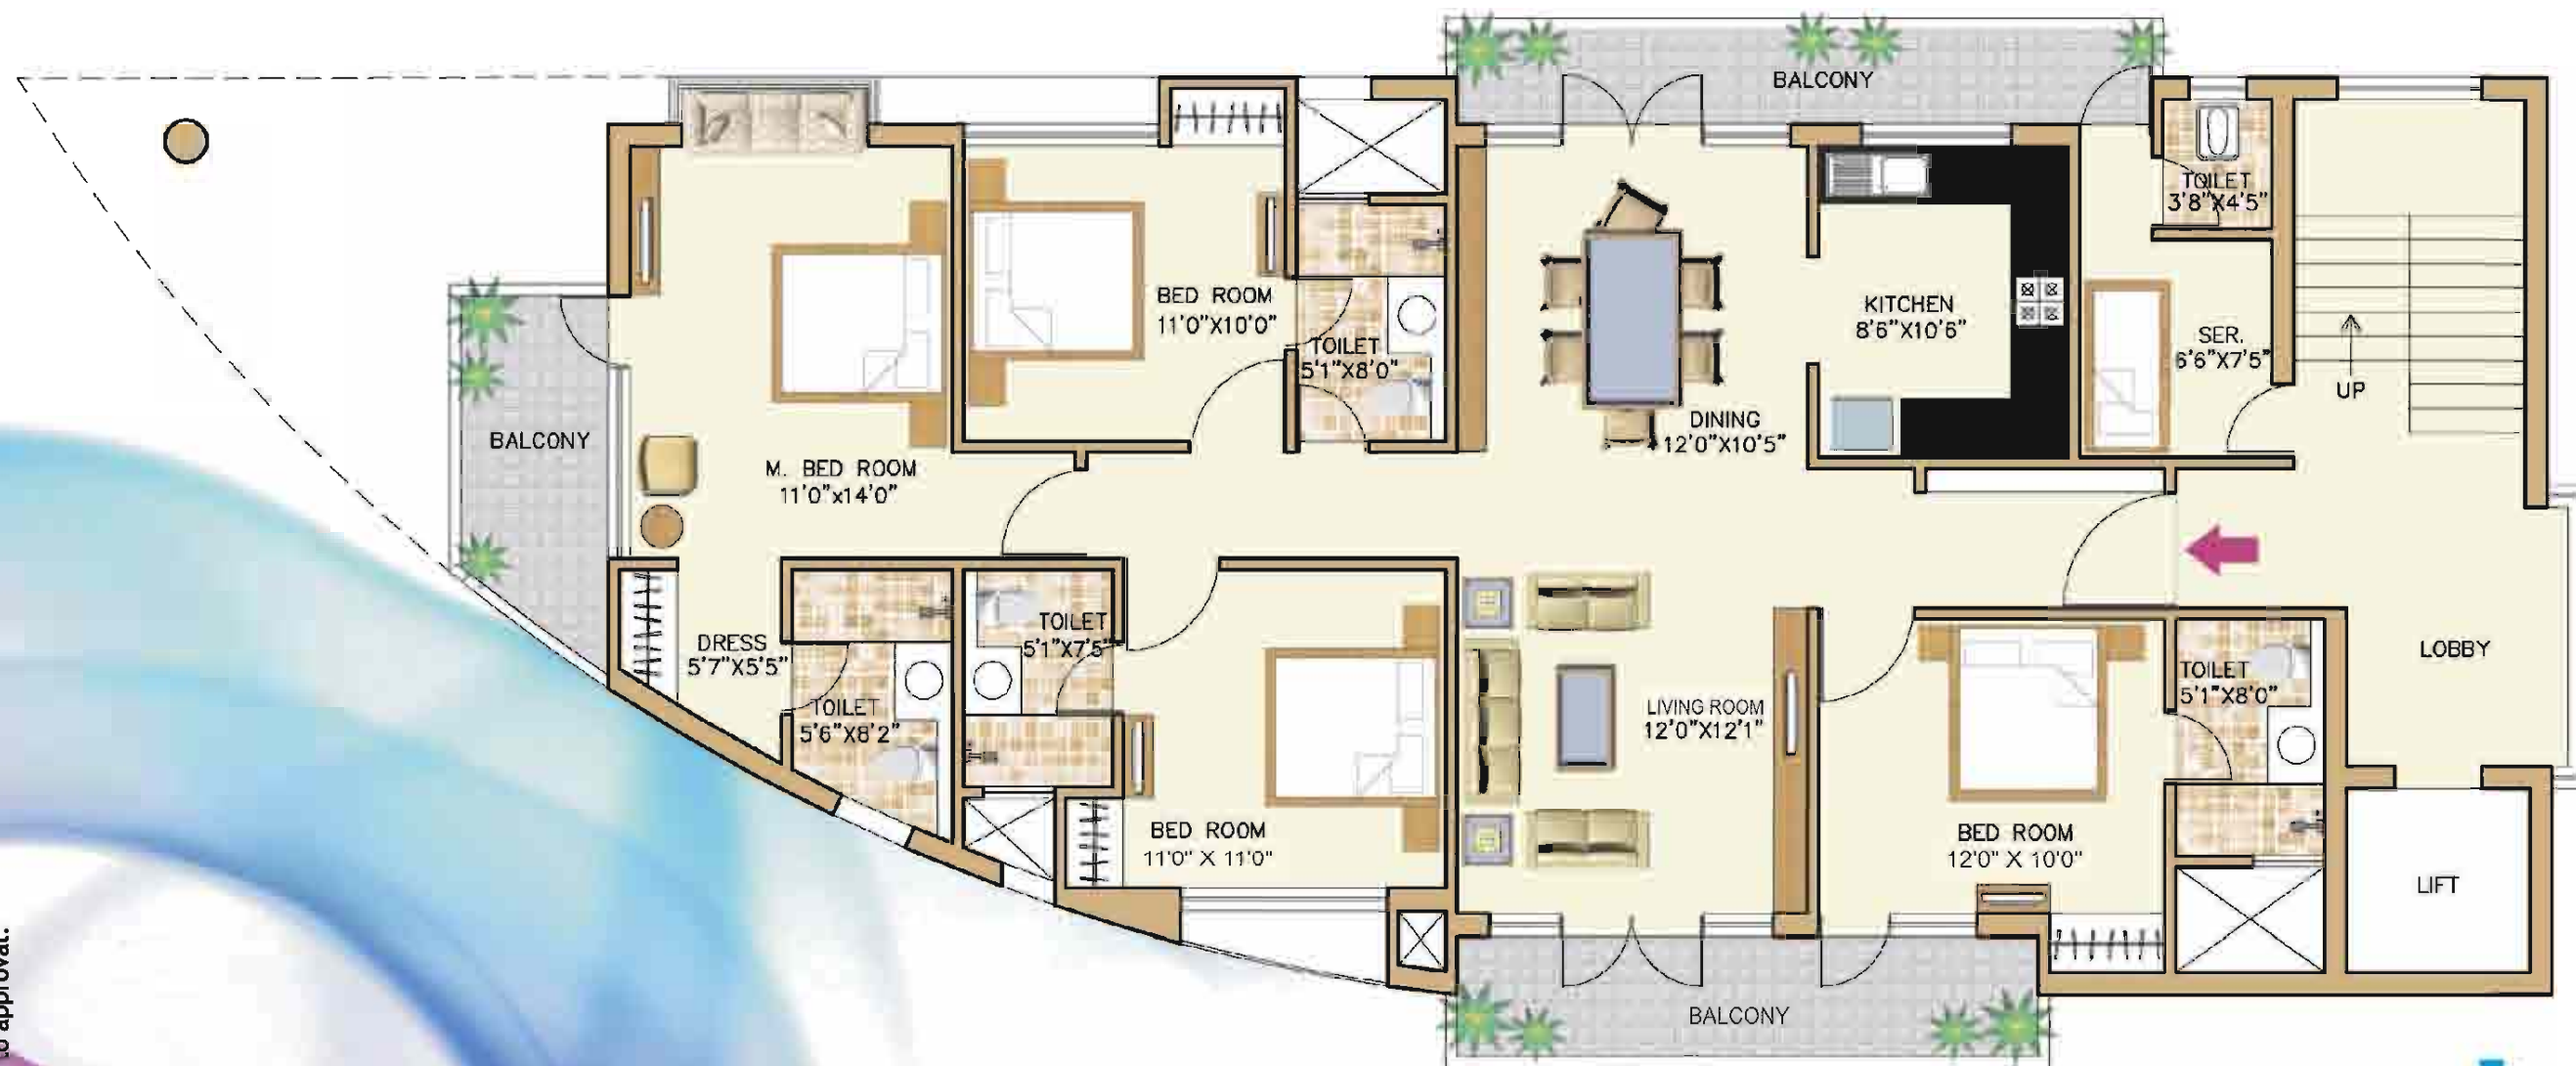 BALCONY
TOILET
3'8"X4'5"
BED ROOM
11'0"X10'0"
TOILET
5'1"X8'0"
KITCHEN
8'6"X10'6"
SER.
6'6"X7'5"
UP
DINING
12'0"X10'5"
BALCONY
M. BED ROOM
11'0"x14'0"
DRESS
5'7"X5'5"
TOILET
5'6"X8'2"
TOILET
5'1"X7'5"
BED ROOM
11'0" X 11'0"
LIVING ROOM
12'0"X12'1"
BED ROOM
12'0" X 10'0"
TOILET
5'1"X8'0"
LOBBY
LIFT
BALCONY
to approval.